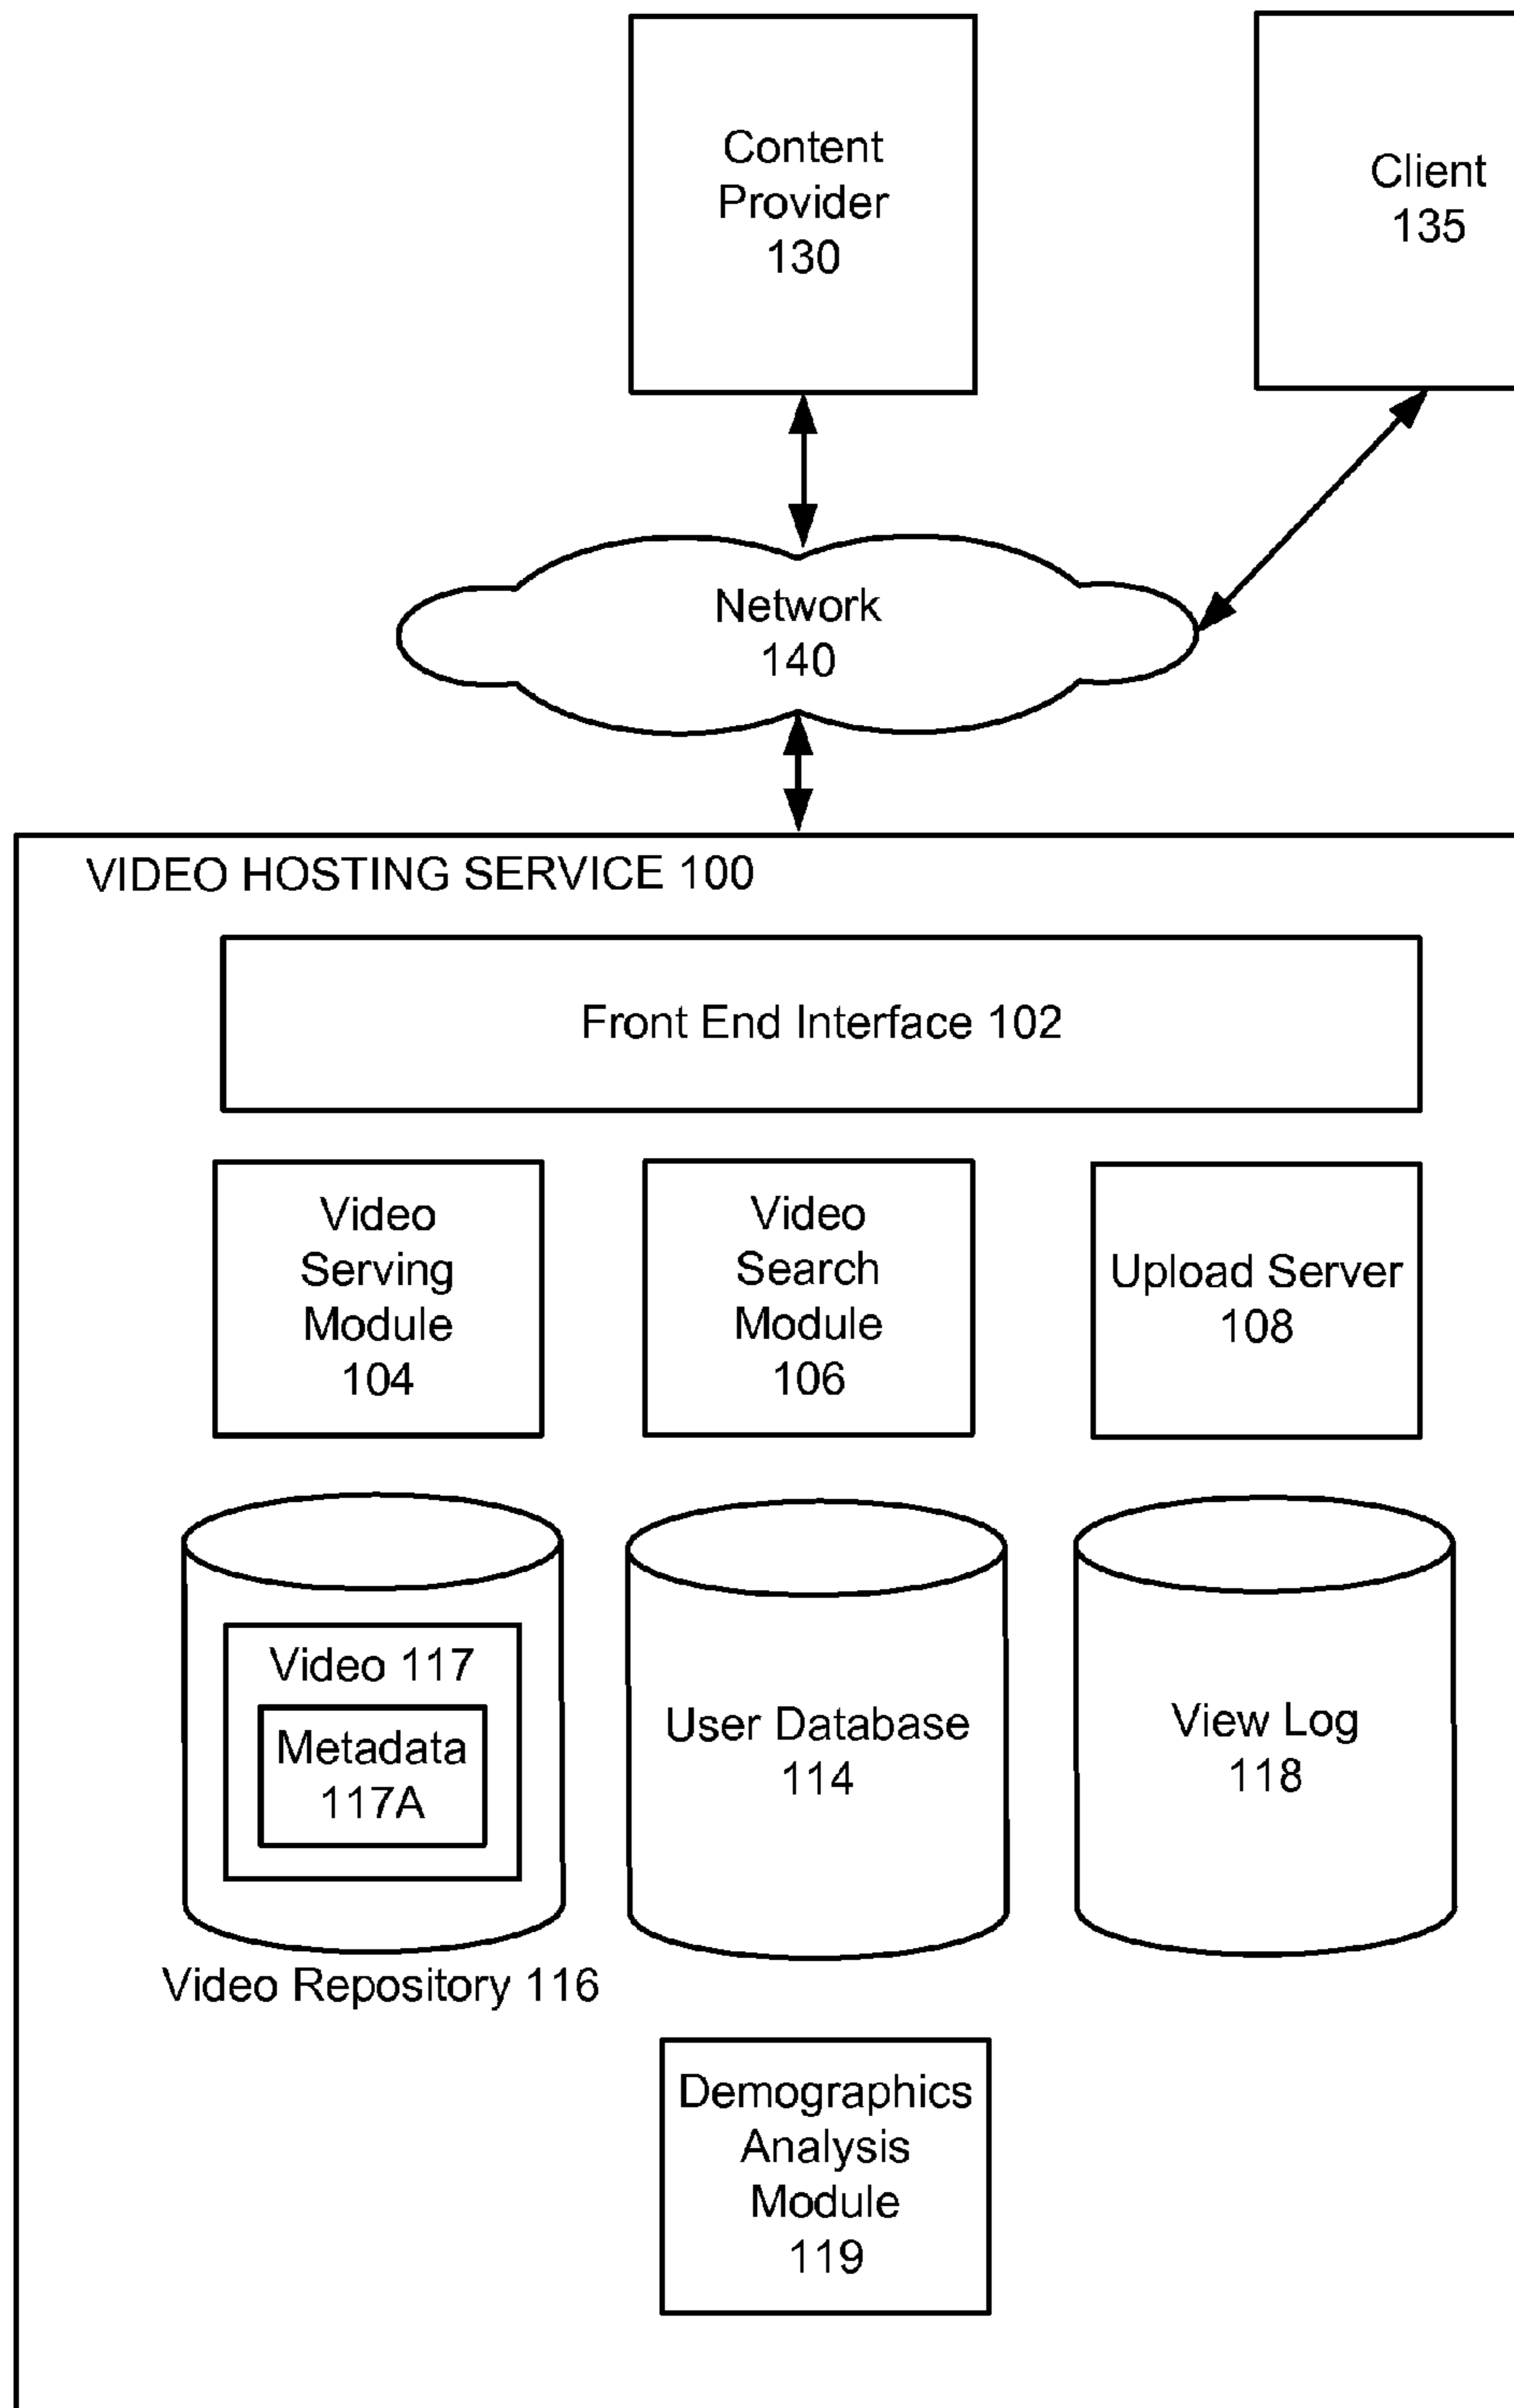 Content
Provider
130
Client
135
Network
140
VIDEO HOSTING SERVICE 100
Front End Interface 102
Video
Serving
Module
104
Video
Search
Module
106
Upload Server
108
Video 117
Metadata
117A
User Database
114
View Log
118
Video Repository 116
Demographics
Analysis
Module
119